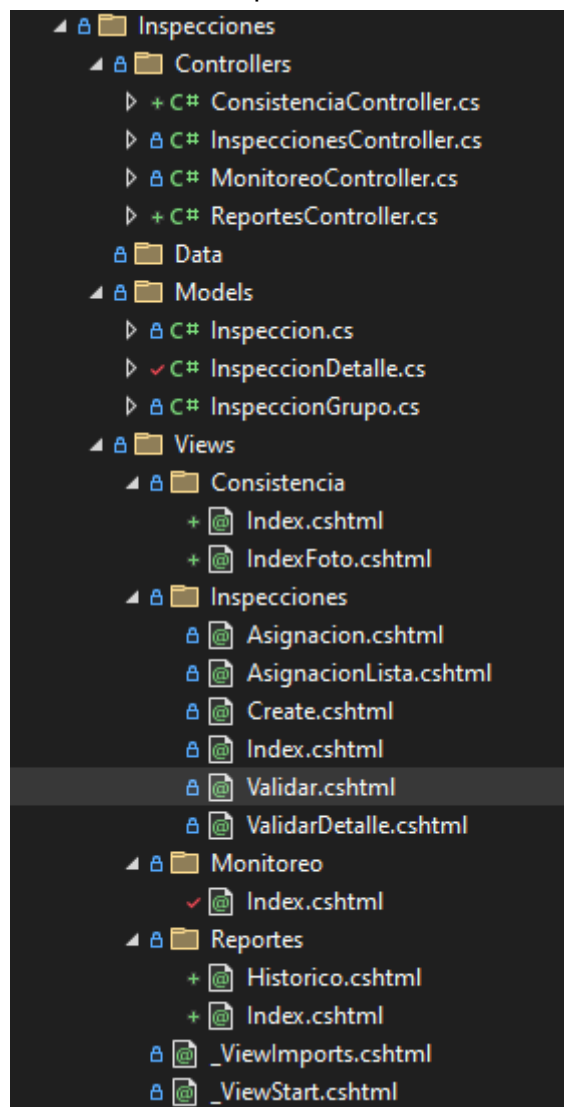 Inspecciones
Controllers
+ C# ConsistenciaController.cs
C# InspeccionesController.cs
C# MonitoreoController.cs
+ C# ReportesController.cs
Data
Models
C# Inspeccion.cs
C# InspeccionDetalle.cs
C# InspeccionGrupo.cs
Views
Consistencia
+ @ Index.cshtml
+ @ IndexFoto.cshtml
Inspecciones
@ Asignacion.cshtml
@ AsignacionLista.cshtml
@ Create.cshtml
@ Index.cshtml
@ Validar.cshtml
@ ValidarDetalle.cshtml
Monitoreo
@ Index.cshtml
Reportes
+ @ Historico.cshtml
+ @ Index.cshtml
@ _ViewImports.cshtml
@ _ViewStart.cshtml